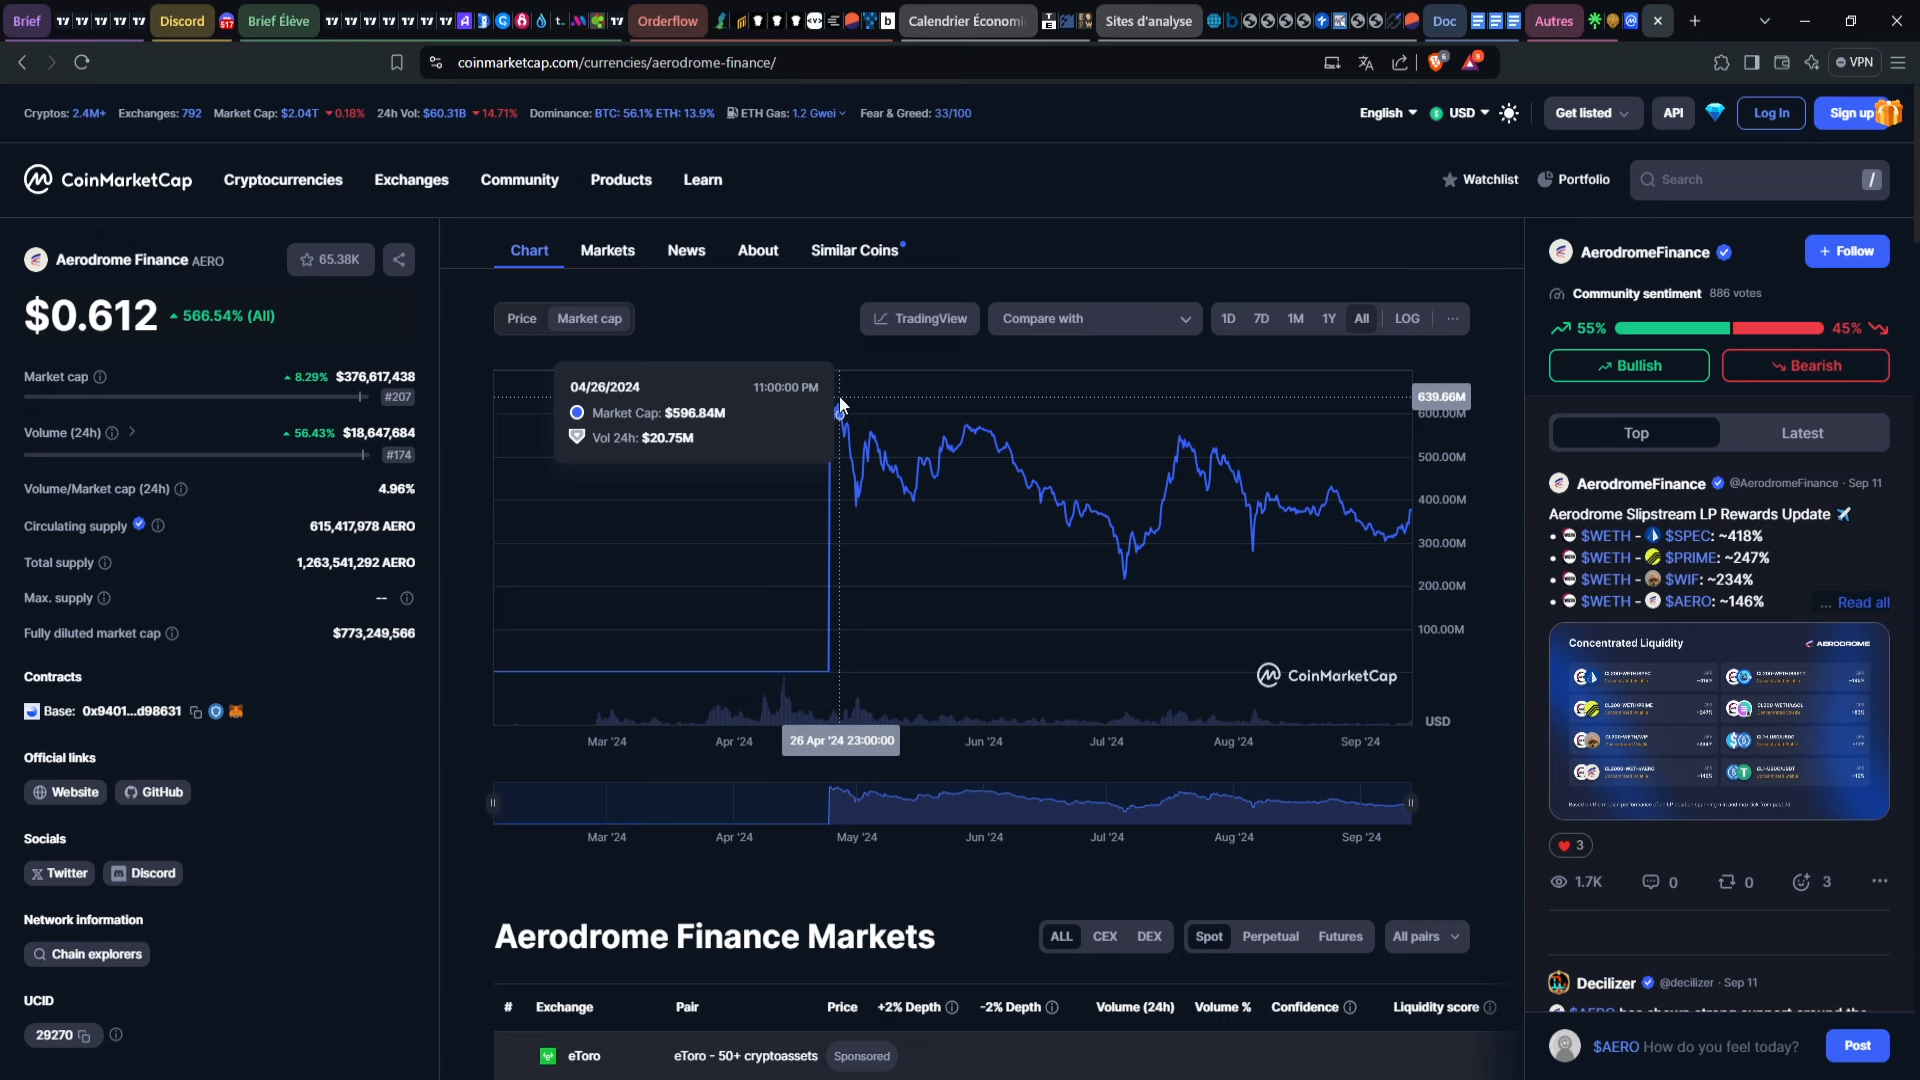 Brief
Discord
Brief Élève
Orderflow
Calendrier Économi
Sites d'analyse
Doc
Autres
coinmarketcap.com/currencies/aerodrome-finance/
VPN
Cryptos: 2.4M+ Exchanges: 792 Market Cap: $2.04T 0.18% 24h Vol: $60.31B 14.71% Dominance: BTC: 56.1% ETH: 13.9% ETH Gas: 1.2 Gwei Fear & Greed: 33/100
English USD Get listed API Log In Sign up
CoinMarketCap Cryptocurrencies Exchanges Community Products Learn
Watchlist Portfolio Search /
Aerodrome Finance AERO 65.38K
$0.612 566.54% (All)
Market cap 8.29% $376,617,438
#207
Volume (24h) 56.43% $18,647,684
#174
Volume/Market cap (24h) 4.96%
Circulating supply 615,417,978 AERO
Total supply 1,263,541,292 AERO
Max. supply --
Fully diluted market cap $773,249,566
Contracts
Base: 0x9401...d98631
Official links
Website GitHub
Socials
Twitter Discord
Network information
Chain explorers
UCID
29270
Chart Markets News About Similar Coins
Price Market cap TradingView Compare with 1D 7D 1M 1Y All LOG ...
04/26/2024 11:00:00 PM
Market Cap: $596.84M
Vol 24h: $20.75M
639.66M
600.00M
500.00M
400.00M
300.00M
200.00M
100.00M
CoinMarketCap
USD
Mar '24 Apr '24 26 Apr '24 23:00:00 Jun '24 Jul '24 Aug '24 Sep '24
Mar '24 Apr '24 May '24 Jun '24 Jul '24 Aug '24 Sep '24
Aerodrome Finance Markets ALL CEX DEX Spot Perpetual Futures All pairs
# Exchange Pair Price +2% Depth -2% Depth Volume (24h) Volume % Confidence Liquidity score
eToro eToro - 50+ cryptoassets Sponsored
AerodromeFinance + Follow
Community sentiment 886 votes
55% 45%
Bullish Bearish
Top Latest
AerodromeFinance @AerodromeFinance · Sep 11
Aerodrome Slipstream LP Rewards Update
• $WETH - $SPEC: ~418%
• $WETH - $PRIME: ~247%
• $WETH - $WIF: ~234%
• $WETH - $AERO: ~146% ... Read all
Concentrated Liquidity AERODROME
3
1.7K 0 0 3 ...
Decilizer @decilizer · Sep 11
$AERO How do you feel today? Post